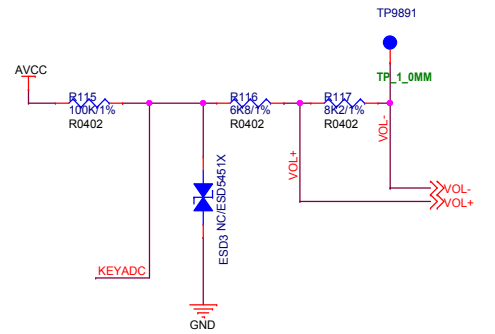 TP9891
TP_1_0MM
AVCC
R115
100K/1%
R0402
R116
6K8/1%
R0402
R117
8K2/1%
R0402
VOL+
VOL-
VOL-
VOL+
ESD3 NC/ESD5451X
KEYADC
GND